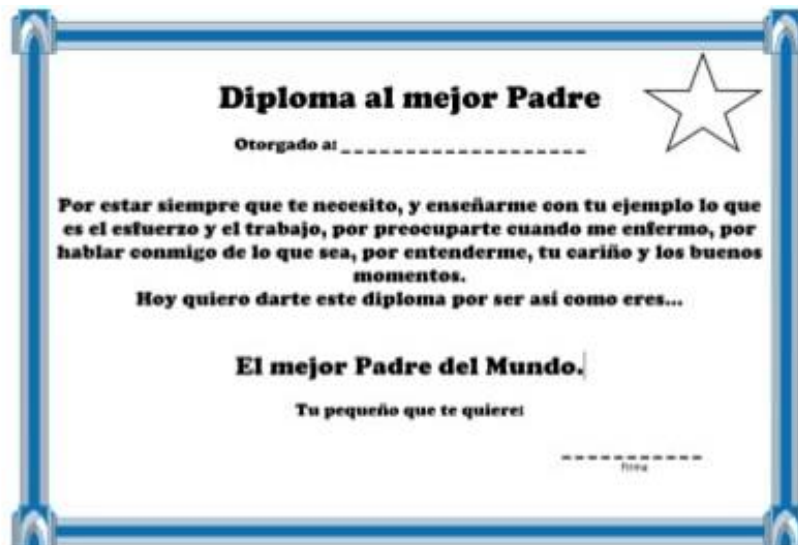 Diploma al mejor Padre
Otorgado a: _ _ _ _ _ _ _ _ _ _ _ _ _ _ _ _ _ _ _
Por estar siempre que te necesito, y enseñarme con tu ejemplo lo que
es el esfuerzo y el trabajo, por preocuparte cuando me enfermo, por
hablar conmigo de lo que sea, por entenderme, tu cariño y los buenos
momentos.
Hoy quiero darte este diploma por ser así como eres...
El mejor Padre del Mundo.
Tu pequeño que te quiere:
_ _ _ _ _ _ _ _ _ _ _
Firma